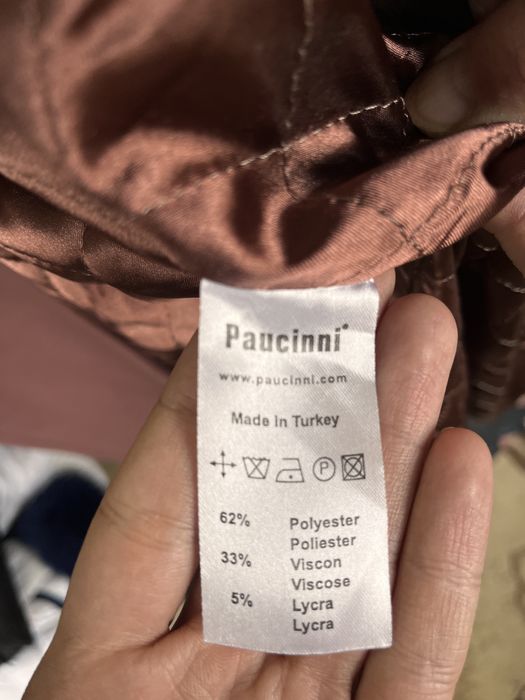 Paucinni®
www.paucinni.com
Made In Turkey
P
62% Polyester
Poliester
33% Viscon
Viscose
5% Lycra
Lycra